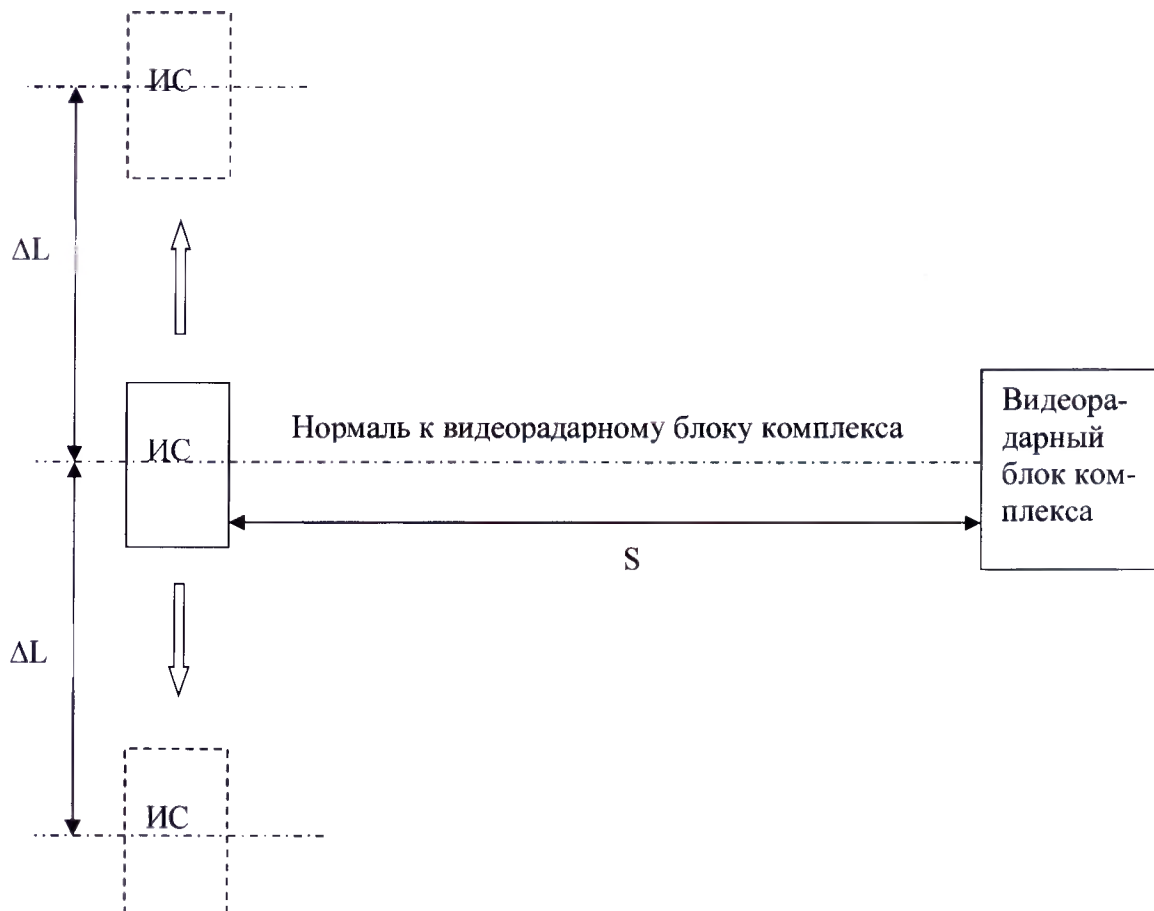 ИС
ΔL
Нормаль к видеорадарному блоку комплекса
ИС
Видеора-
дарный
блок ком-
плекса
S
ΔL
ИС